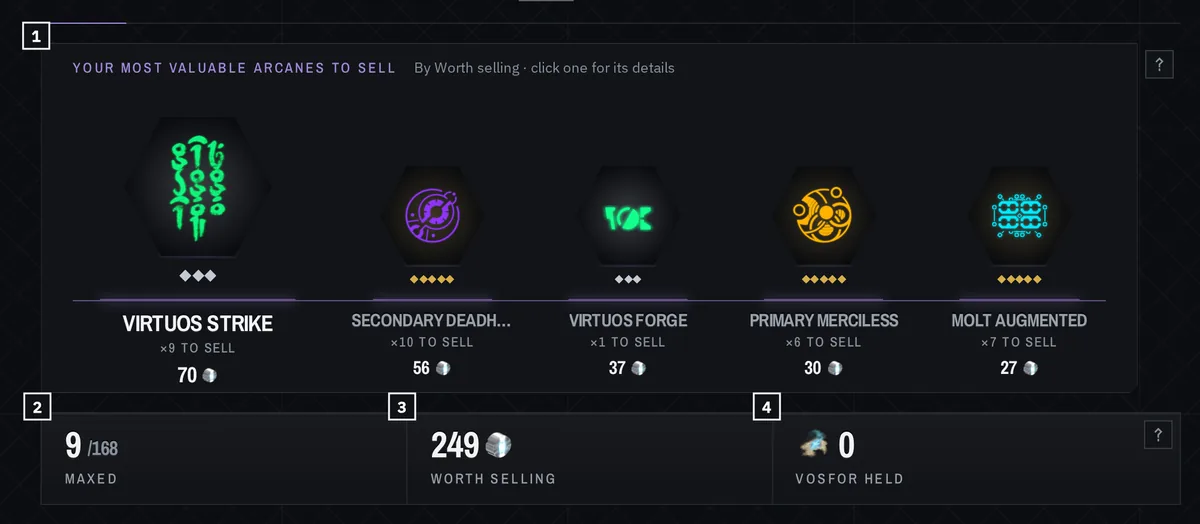 1
YOUR MOST VALUABLE ARCANES TO SELL By Worth selling · click one for its details
?
VIRTUOS STRIKE
×9 TO SELL
70
SECONDARY DEADH...
×10 TO SELL
56
VIRTUOS FORGE
×1 TO SELL
37
PRIMARY MERCILESS
×6 TO SELL
30
MOLT AUGMENTED
×7 TO SELL
27
2
9 /168
MAXED
3
249
WORTH SELLING
4
0
VOSFOR HELD
?